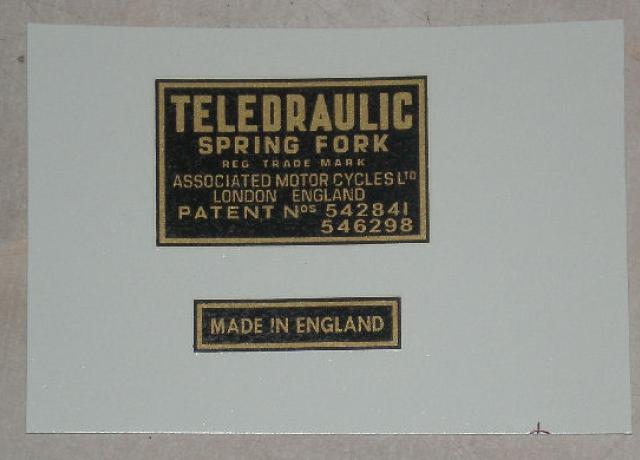 TELEDRAULIC
SPRING FORK
REG TRADE MARK
ASSOCIATED MOTOR CYCLES LTD
LONDON ENGLAND
PATENT NOS 542841
546298
MADE IN ENGLAND